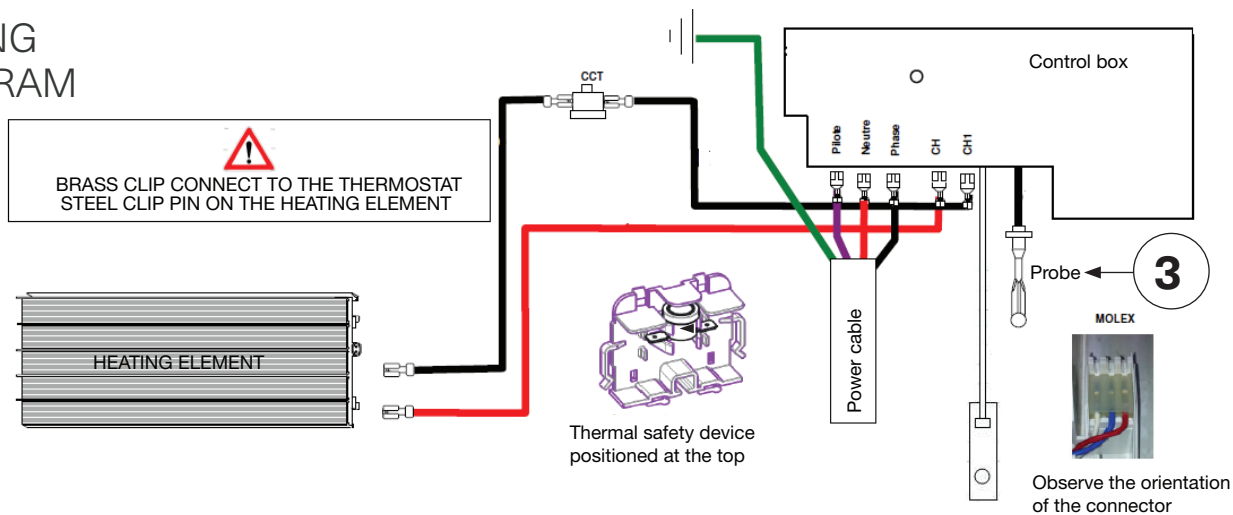 NG
RAM
BRASS CLIP CONNECT TO THE THERMOSTAT
STEEL CLIP PIN ON THE HEATING ELEMENT
CCT
Control box
Pilote
Neutre
Phase
CH
CH1
HEATING ELEMENT
Thermal safety device
positioned at the top
Power cable
Probe
3
MOLEX
Observe the orientation
of the connector